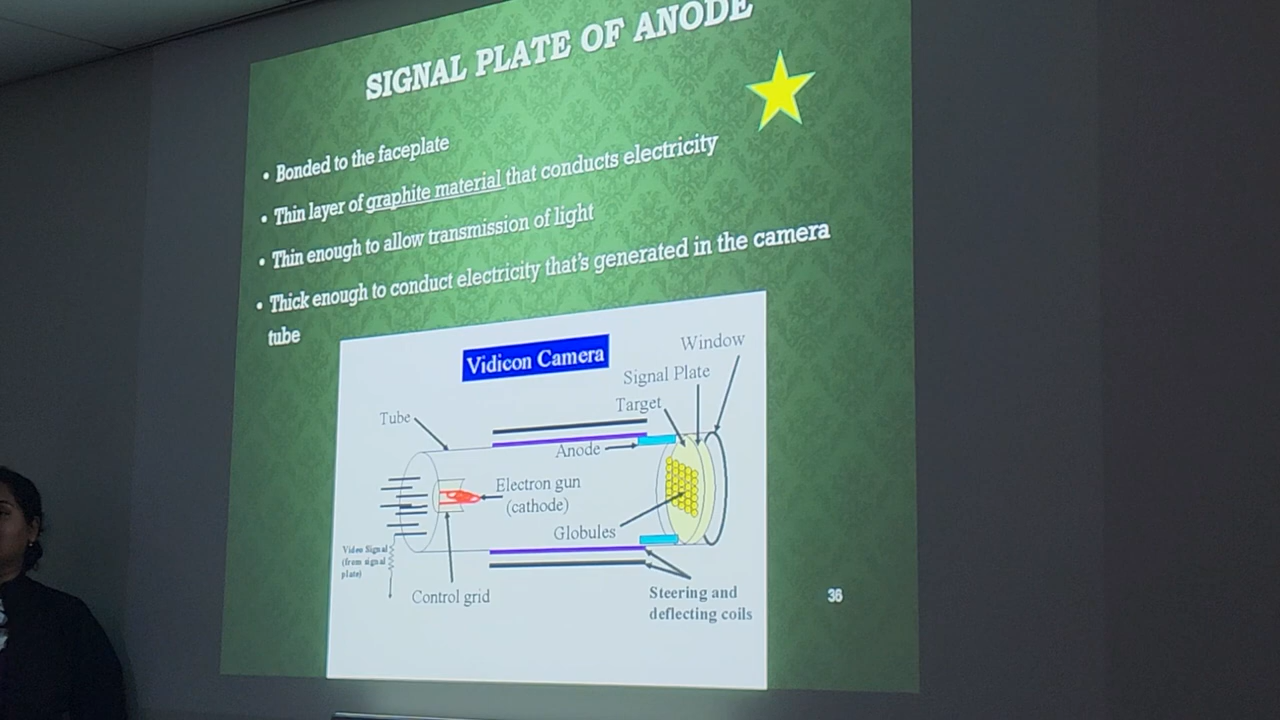 SIGNAL PLATE OF ANODE
• Bonded to the faceplate
• Thin layer of graphite material that conducts electricity
• Thin enough to allow transmission of light
• Thick enough to conduct electricity that's generated in the camera
tube
Vidicon Camera
Window
Signal Plate
Target
Tube
Anode
Electron gun
(cathode)
Globules
Video Signal
(from signal
plate)
Control grid
Steering and
deflecting coils
36